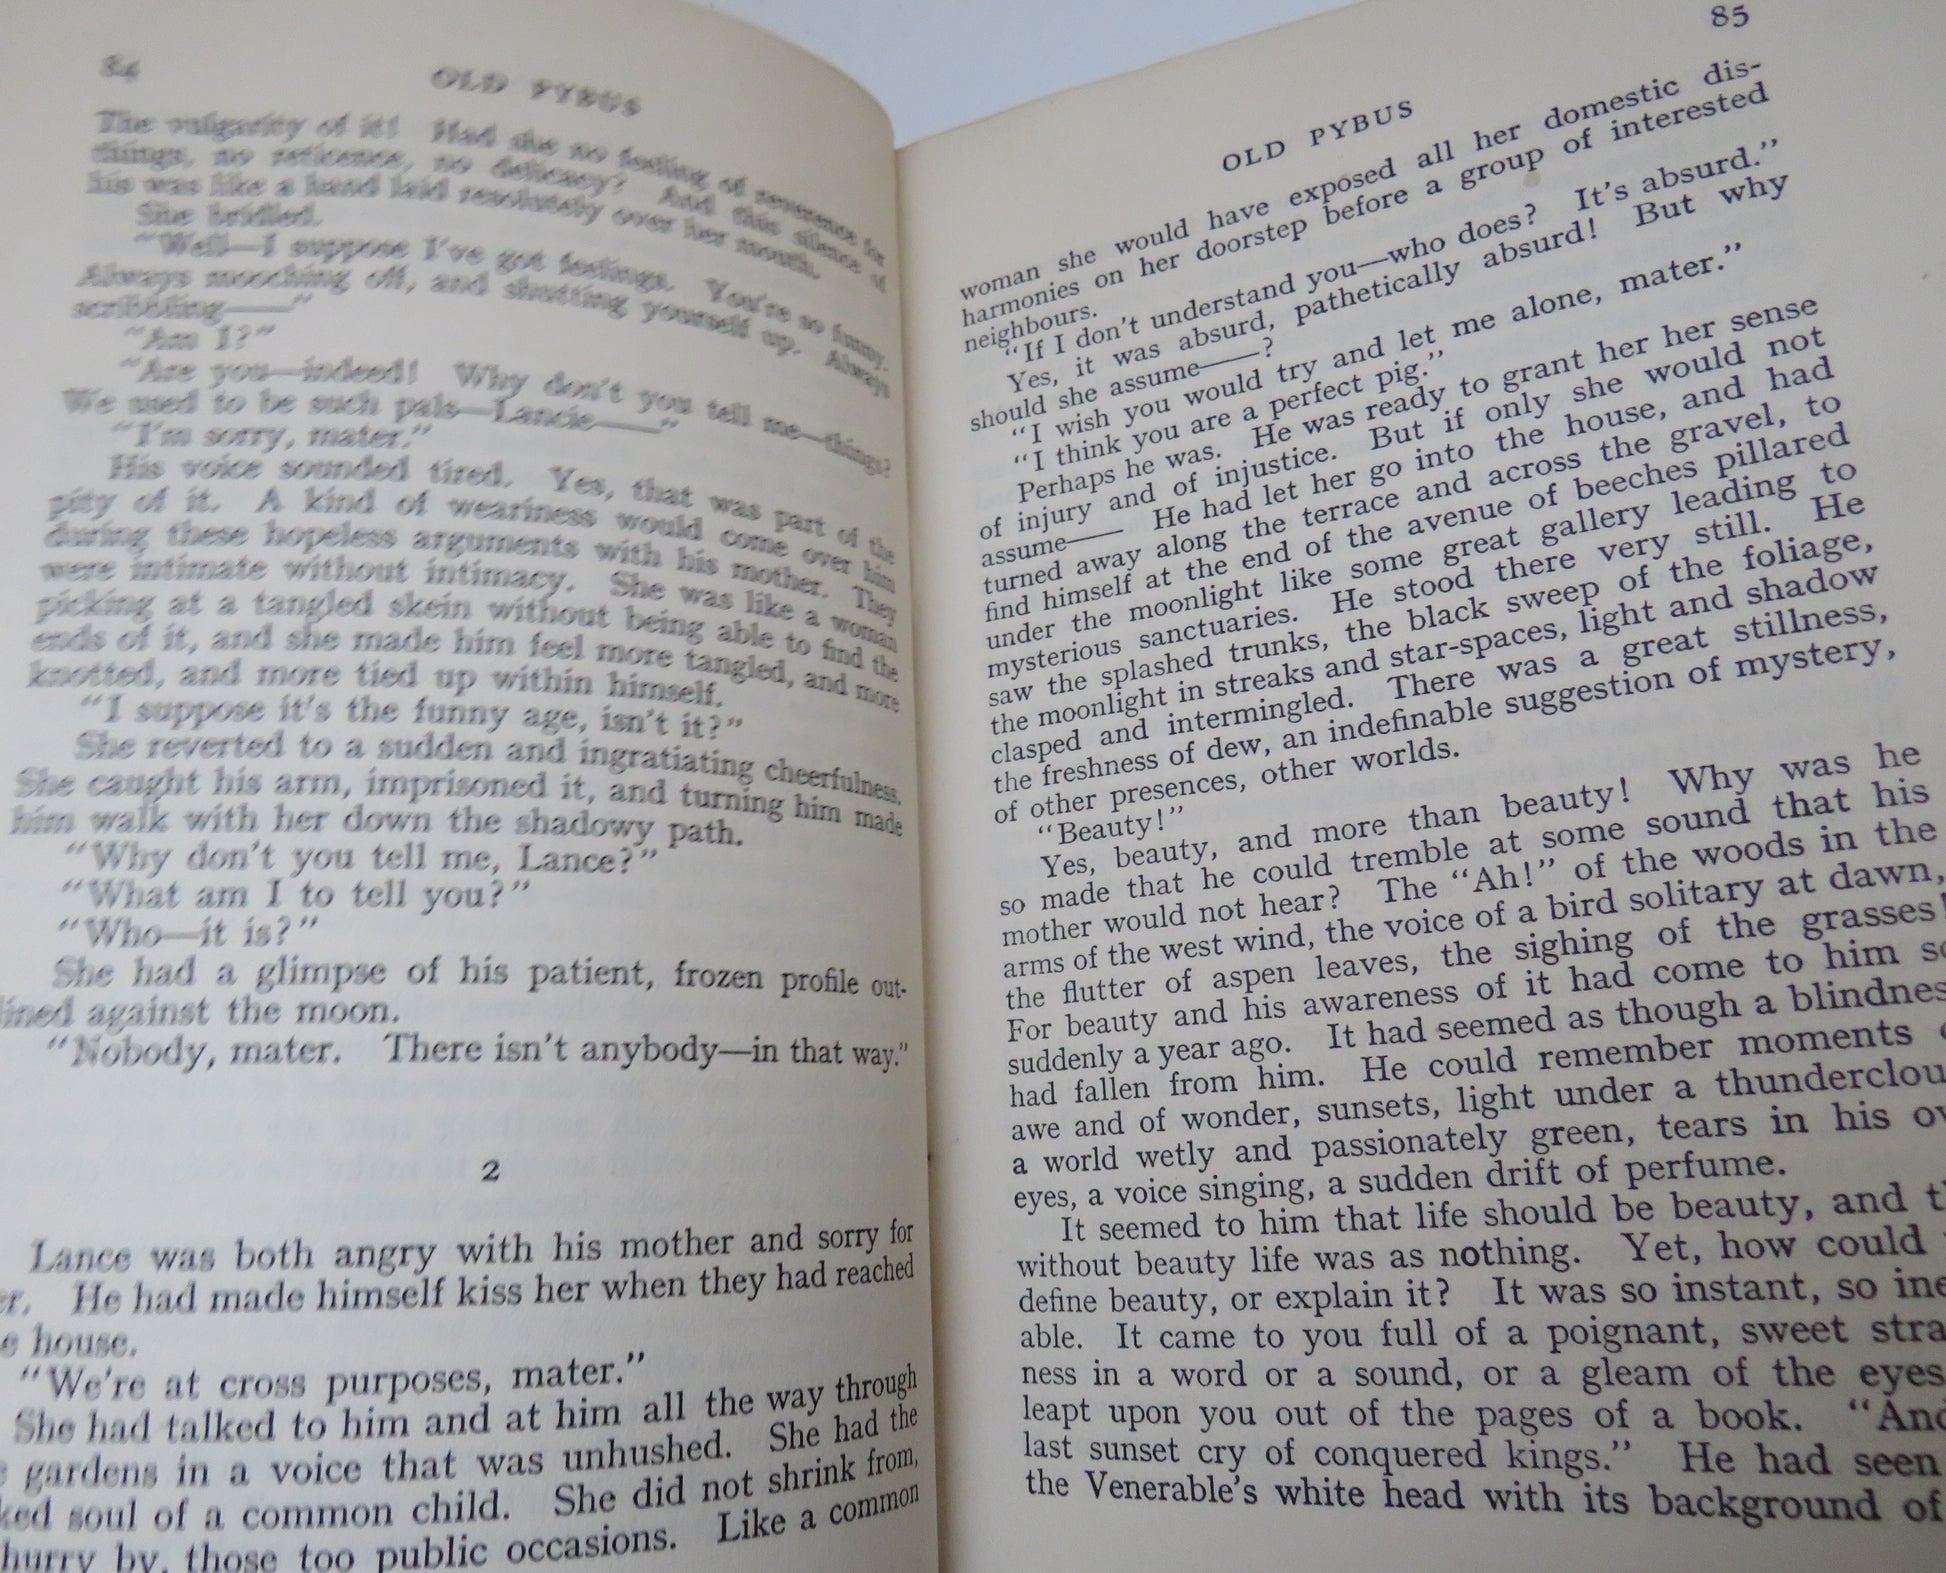 84
OLD PYBUS
The vulgarity of it! Had she no feeling of reverence for
things, no reticence, no delicacy? And this silence of
his was like a hand laid resolutely over her mouth.
She bridled.
“Well—I suppose I've got feelings. You're so funny.
Always mooching off, and shutting yourself up. Always
scribbling——”
“Am I?”
“Are you—indeed! Why don't you tell me—things?
We used to be such pals—Lancie——”
“I'm sorry, mater.”
His voice sounded tired. Yes, that was part of the
pity of it. A kind of weariness would come over him
during these hopeless arguments with his mother. They
were intimate without intimacy. She was like a woman
picking at a tangled skein without being able to find the
ends of it, and she made him feel more tangled, and more
knotted, and more tied up within himself.
“I suppose it's the funny age, isn't it?”
She reverted to a sudden and ingratiating cheerfulness.
She caught his arm, imprisoned it, and turning him made
him walk with her down the shadowy path.
“Why don't you tell me, Lance?”
“What am I to tell you?”
“Who—it is?”
She had a glimpse of his patient, frozen profile out-
lined against the moon.
“Nobody, mater. There isn't anybody—in that way.”
2
Lance was both angry with his mother and sorry for
er. He had made himself kiss her when they had reached
e house.
“We're at cross purposes, mater.”
She had talked to him and at him all the way through
gardens in a voice that was unhushed. She had the
ked soul of a common child. She did not shrink from,
hurry by, those too public occasions. Like a common
85
OLD PYBUS
woman she would have exposed all her domestic dis-
harmonies on her doorstep before a group of interested
neighbours.
“If I don't understand you—who does? It's absurd.”
Yes, it was absurd, pathetically absurd! But why
should she assume——?
“I wish you would try and let me alone, mater.”
“I think you are a perfect pig.”
Perhaps he was. He was ready to grant her her sense
of injury and of injustice. But if only she would not
assume—— He had let her go into the house, and had
turned away along the terrace and across the gravel, to
find himself at the end of the avenue of beeches pillared
under the moonlight like some great gallery leading to
mysterious sanctuaries. He stood there very still. He
saw the splashed trunks, the black sweep of the foliage,
the moonlight in streaks and star-spaces, light and shadow
clasped and intermingled. There was a great stillness,
the freshness of dew, an indefinable suggestion of mystery,
of other presences, other worlds.
“Beauty!”
Yes, beauty, and more than beauty! Why was he
so made that he could tremble at some sound that his
mother would not hear? The “Ah!” of the woods in the
arms of the west wind, the voice of a bird solitary at dawn,
the flutter of aspen leaves, the sighing of the grasses!
For beauty and his awareness of it had come to him so
suddenly a year ago. It had seemed as though a blindnes
had fallen from him. He could remember moments
awe and of wonder, sunsets, light under a thunderclou
a world wetly and passionately green, tears in his ow
eyes, a voice singing, a sudden drift of perfume.
It seemed to him that life should be beauty, and t
without beauty life was as nothing. Yet, how could
define beauty, or explain it? It was so instant, so ine
able. It came to you full of a poignant, sweet stra
ness in a word or a sound, or a gleam of the eyes
leapt upon you out of the pages of a book. “And
last sunset cry of conquered kings.” He had seen
the Venerable's white head with its background of